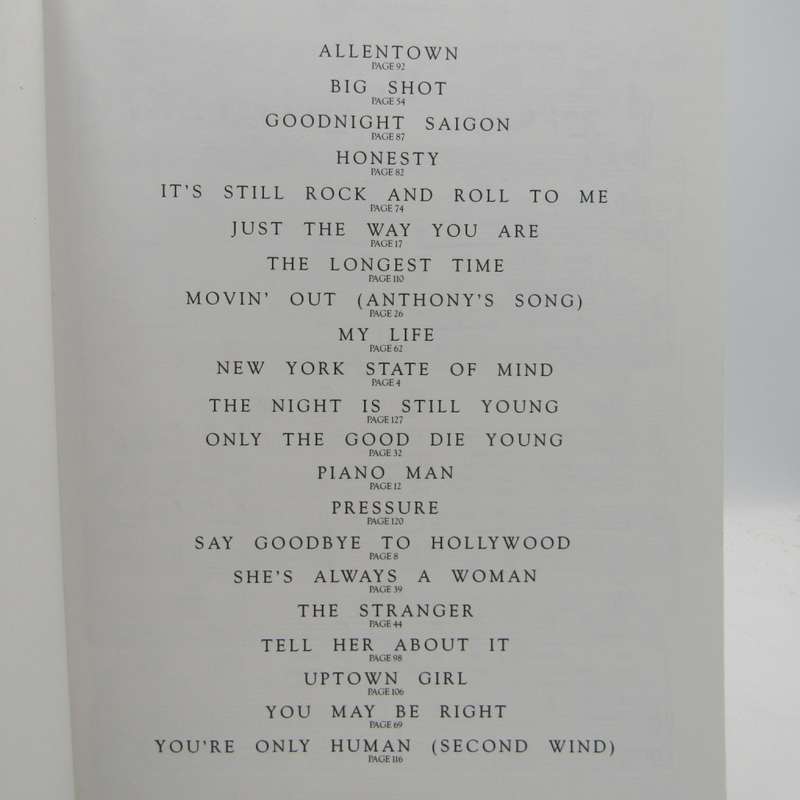 ALLENTOWN
PAGE 92
BIG SHOT
PAGE 54
GOODNIGHT SAIGON
PAGE 87
HONESTY
PAGE 82
IT'S STILL ROCK AND ROLL TO ME
PAGE 74
JUST THE WAY YOU ARE
PAGE 17
THE LONGEST TIME
PAGE 110
MOVIN' OUT (ANTHONY'S SONG)
PAGE 26
MY LIFE
PAGE 62
NEW YORK STATE OF MIND
PAGE 4
THE NIGHT IS STILL YOUNG
PAGE 127
ONLY THE GOOD DIE YOUNG
PAGE 32
PIANO MAN
PAGE 12
PRESSURE
PAGE 120
SAY GOODBYE TO HOLLYWOOD
PAGE 8
SHE'S ALWAYS A WOMAN
PAGE 39
THE STRANGER
PAGE 44
TELL HER ABOUT IT
PAGE 98
UPTOWN GIRL
PAGE 106
YOU MAY BE RIGHT
PAGE 69
YOU'RE ONLY HUMAN (SECOND WIND)
PAGE 116